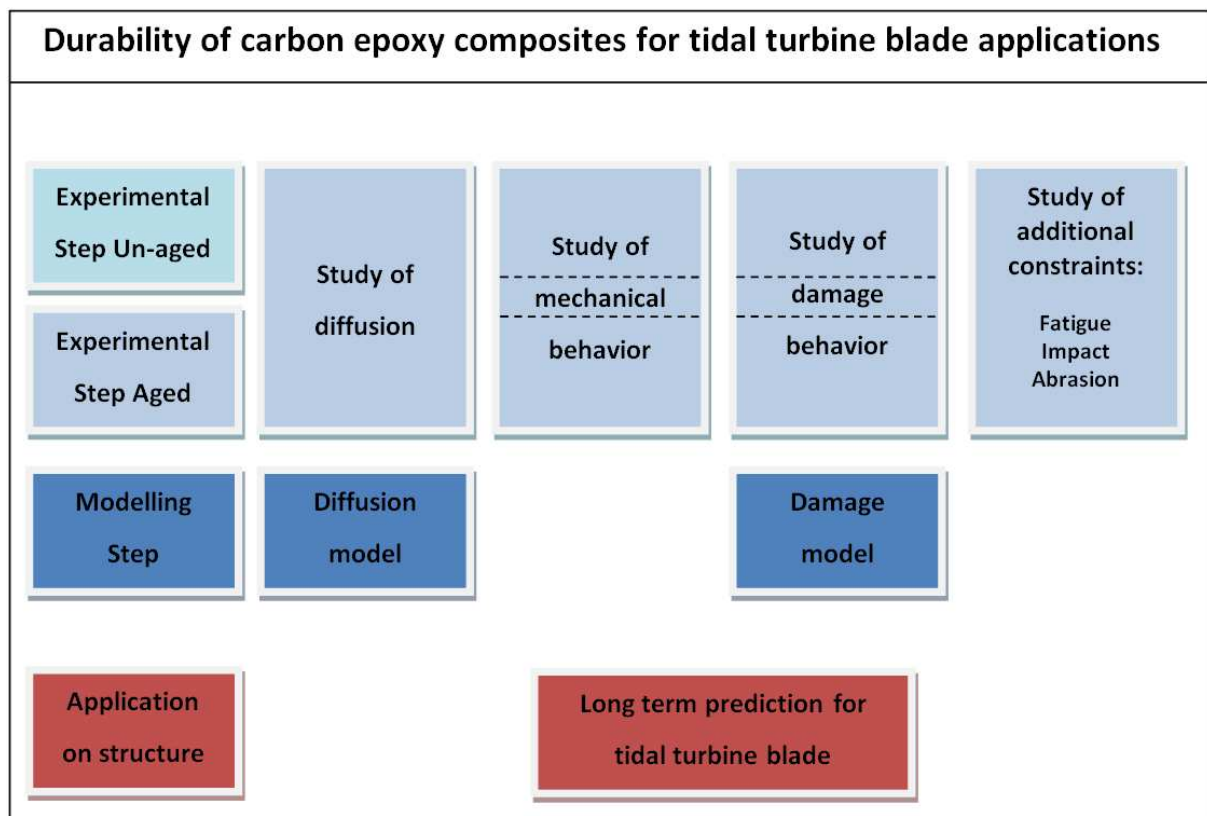 Durability of carbon epoxy composites for tidal turbine blade applications
Experimental
Step Un-aged
Experimental
Step Aged
Study of
diffusion
Study of
mechanical
behavior
Study of
damage
behavior
Study of
additional
constraints:
Fatigue
Impact
Abrasion
Modelling
Step
Diffusion
model
Damage
model
Application
on structure
Long term prediction for
tidal turbine blade